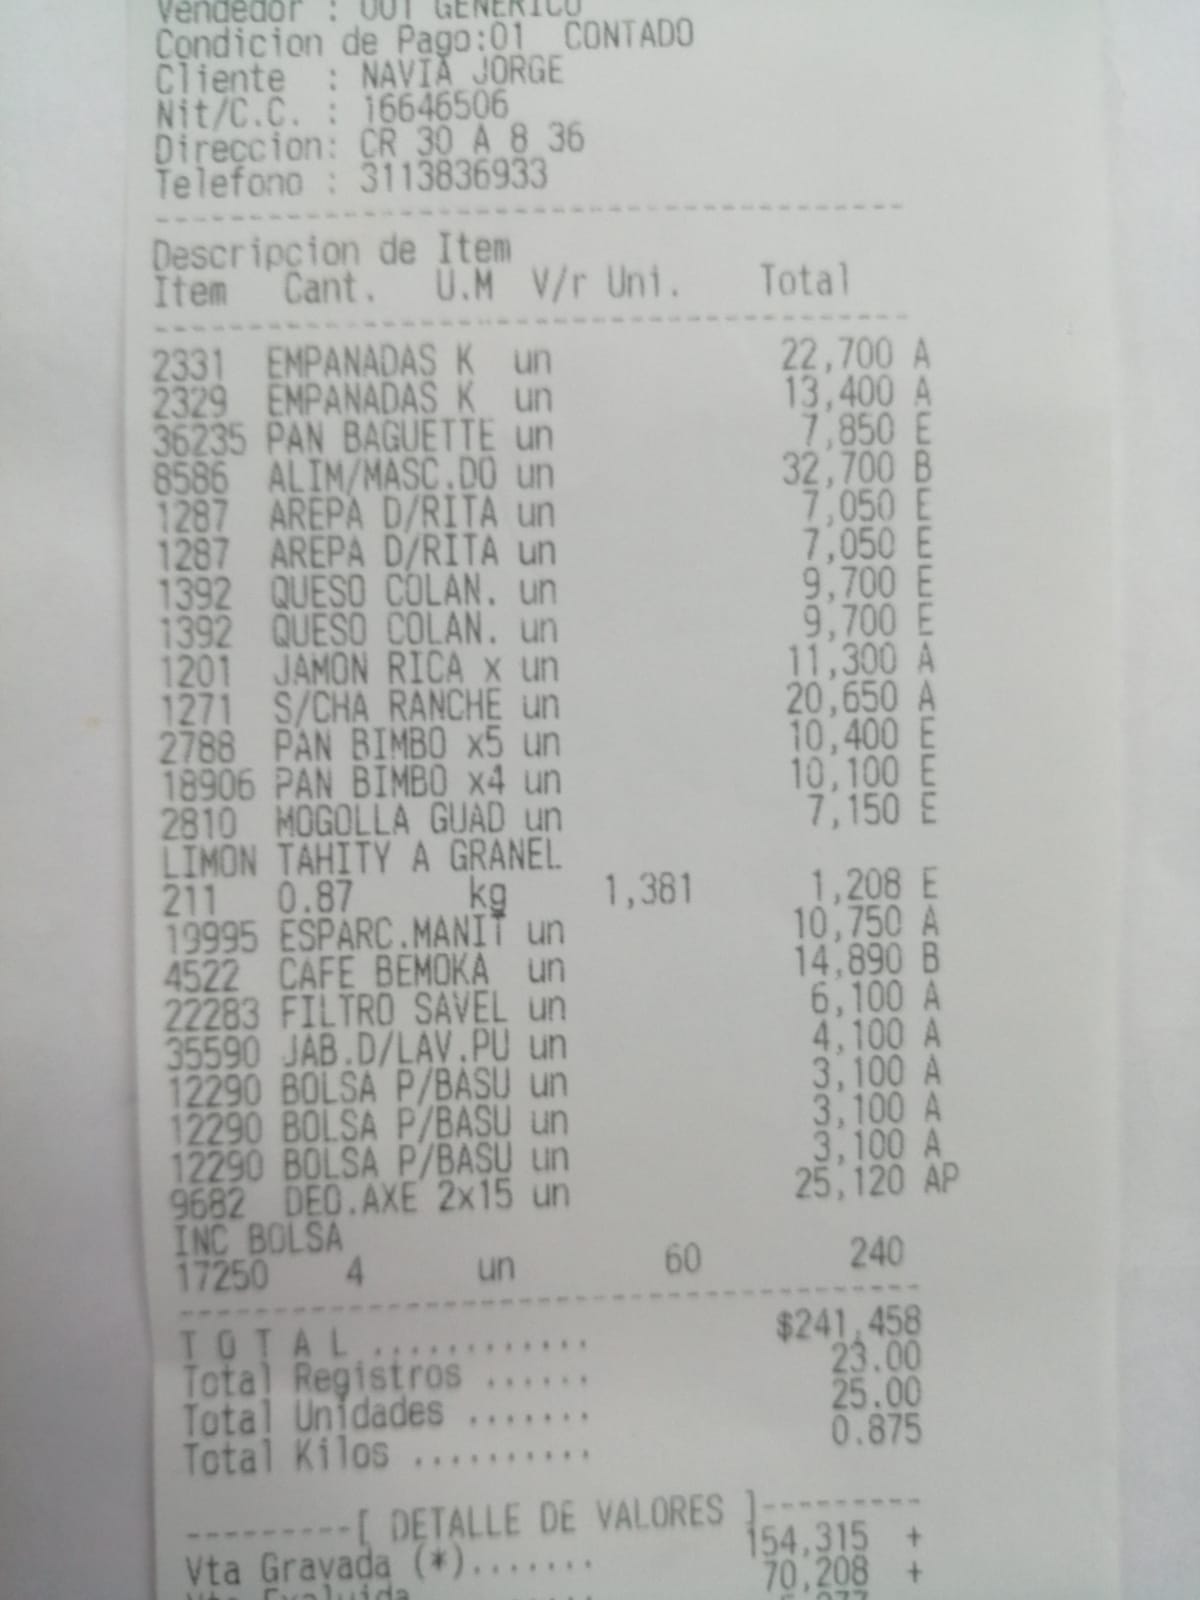 Vendedor : 001 GENERICO
Condicion de Pago:01 CONTADO
Cliente : NAVIA JORGE
Nit/C.C. : 16646506
Direccion: CR 30 A 8 36
Telefono : 3113836933
----------------------------------------
Descripcion de Item
Item Cant. U.M V/r Uni. Total
----------------------------------------
2331 EMPANADAS K un 22,700 A
2329 EMPANADAS K un 13,400 A
36235 PAN BAGUETTE un 7,850 E
8586 ALIM/MASC.DO un 32,700 B
1287 AREPA D/RITA un 7,050 E
1287 AREPA D/RITA un 7,050 E
1392 QUESO COLAN. un 9,700 E
1392 QUESO COLAN. un 9,700 E
1201 JAMON RICA x un 11,300 A
1271 S/CHA RANCHE un 20,650 A
2788 PAN BIMBO x5 un 10,400 E
18906 PAN BIMBO x4 un 10,100 E
2810 MOGOLLA GUAD un 7,150 E
LIMON TAHITY A GRANEL
211 0.87 kg 1,381 1,208 E
19995 ESPARC.MANIT un 10,750 A
4522 CAFE BEMOKA un 14,890 B
22283 FILTRO SAVEL un 6,100 A
35590 JAB.D/LAV.PU un 4,100 A
12290 BOLSA P/BASU un 3,100 A
12290 BOLSA P/BASU un 3,100 A
12290 BOLSA P/BASU un 3,100 A
9682 DEO.AXE 2x15 un 25,120 AP
INC BOLSA
17250 4 un 60 240
----------------------------------------
T O T A L ............ $241,458
Total Registros ...... 23.00
Total Unidades ....... 25.00
Total Kilos .......... 0.875
---------[ DETALLE DE VALORES ]---------
Vta Gravada (*)....... 154,315 +
70,208 +